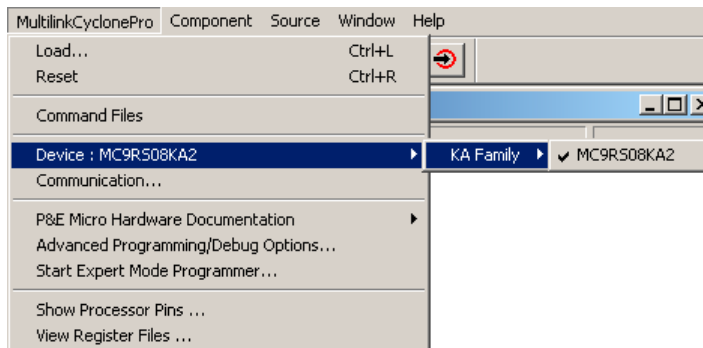 MultilinkCyclonePro Component Source Window Help
Load... Ctrl+L
Reset Ctrl+R
Command Files
Device : MC9RS08KA2 KA Family MC9RS08KA2
Communication...
P&E Micro Hardware Documentation
Advanced Programming/Debug Options...
Start Expert Mode Programmer...
Show Processor Pins ...
View Register Files ...